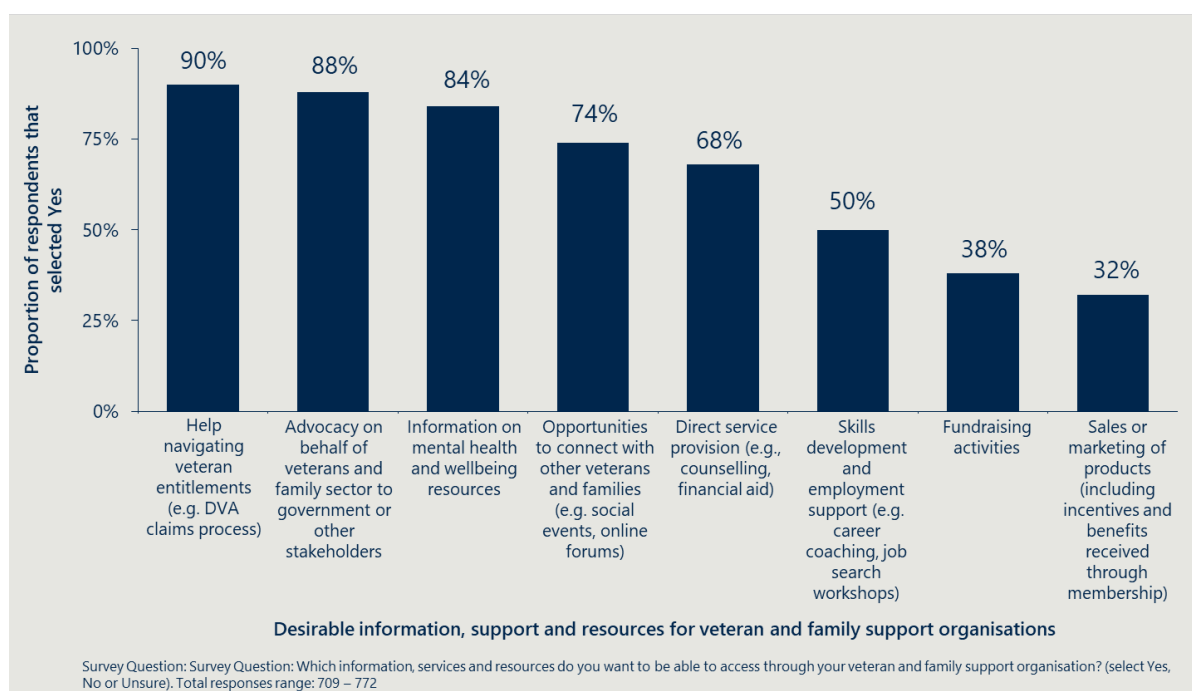 Proportion of respondents that
selected Yes
100%
75%
50%
25%
0%
90%
88%
84%
74%
68%
50%
38%
32%
Help
navigating
veteran
entitlements
(e.g. DVA
claims process)
Advocacy on
behalf of
veterans and
family sector to
government or
other
stakeholders
Information on
mental health
and wellbeing
resources
Opportunities
to connect with
other veterans
and families
(e.g. social
events, online
forums)
Direct service
provision (e.g.,
counselling,
financial aid)
Skills
development
and
employment
support (e.g.
career
coaching, job
search
workshops)
Fundraising
activities
Sales or
marketing of
products
(including
incentives and
benefits
received
through
membership)
Desirable information, support and resources for veteran and family support organisations
Survey Question: Survey Question: Which information, services and resources do you want to be able to access through your veteran and family support organisation? (select Yes,
No or Unsure). Total responses range: 709 – 772